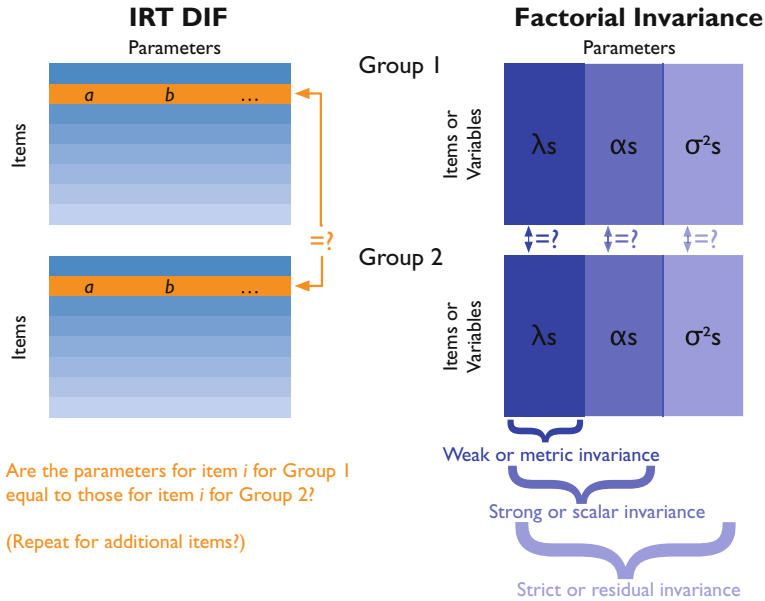 IRT DIF
Parameters
Items
a b …
Group 1
=?
Items
a b …
Group 2
Are the parameters for item i for Group 1
equal to those for item i for Group 2?
(Repeat for additional items?)
Factorial Invariance
Parameters
Items or
Variables
λs αs σ²s
=? =? =?
Items or
Variables
λs αs σ²s
Weak or metric invariance
Strong or scalar invariance
Strict or residual invariance